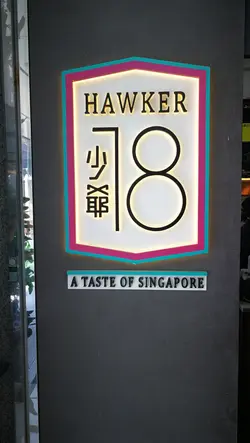 HAWKER
少爺
18
A TASTE OF SINGAPORE